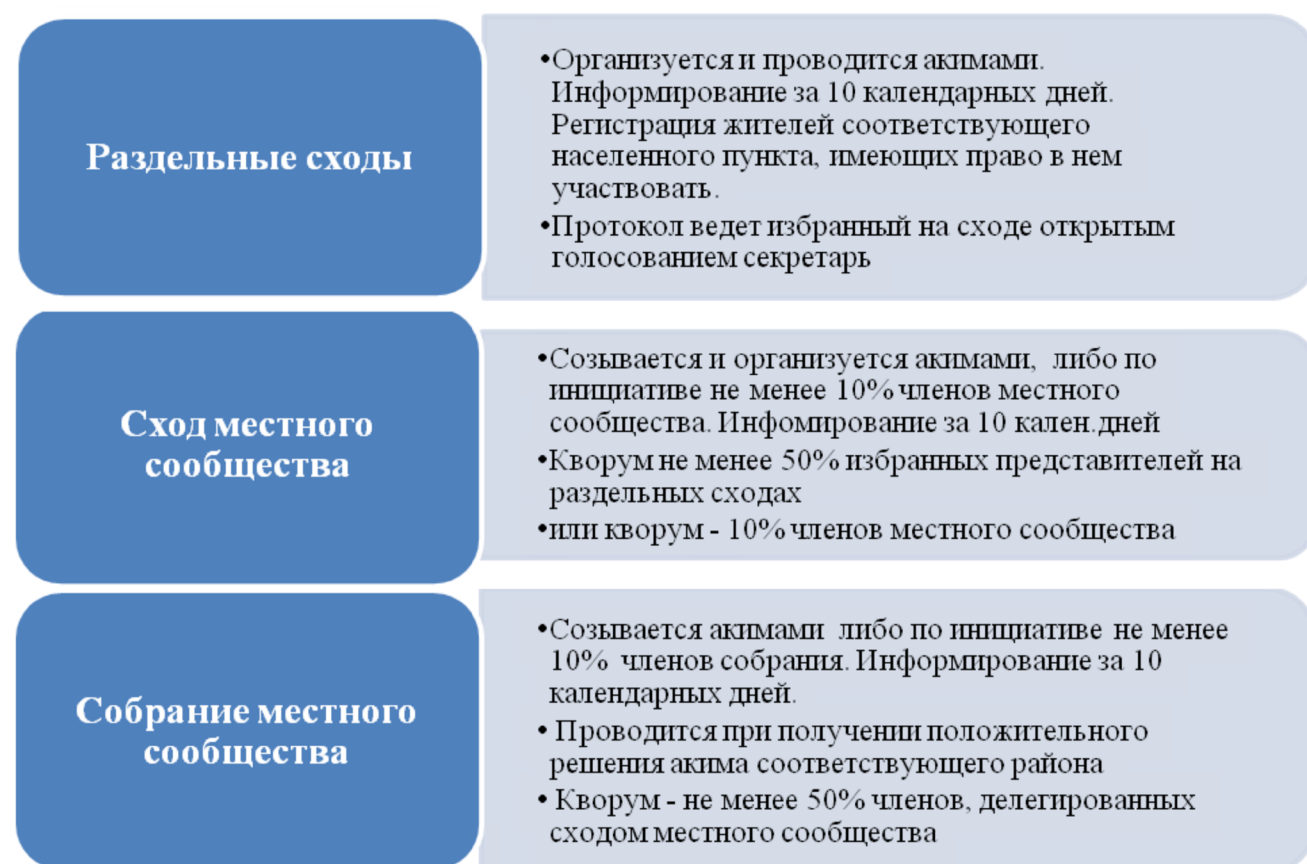 Раздельные сходы
•Организуется и проводится акимами.
Информирование за 10 календарных дней.
Регистрация жителей соответствующего
населенного пункта, имеющих право в нем
участвовать.
•Протокол ведет избранный на сходе открытым
голосованием секретарь
Сход местного
сообщества
•Созывается и организуется акимами, либо по
инициативе не менее 10% членов местного
сообщества. Инфомирование за 10 кален.дней
•Кворум не менее 50% избранных представителей на
раздельных сходах
•или кворум - 10% членов местного сообщества
Собрание местного
сообщества
•Созывается акимами либо по инициативе не менее
10% членов собрания. Информирование за 10
календарных дней.
• Проводится при получении положительного
решения акима соответствующего района
• Кворум - не менее 50% членов, делегированных
сходом местного сообщества